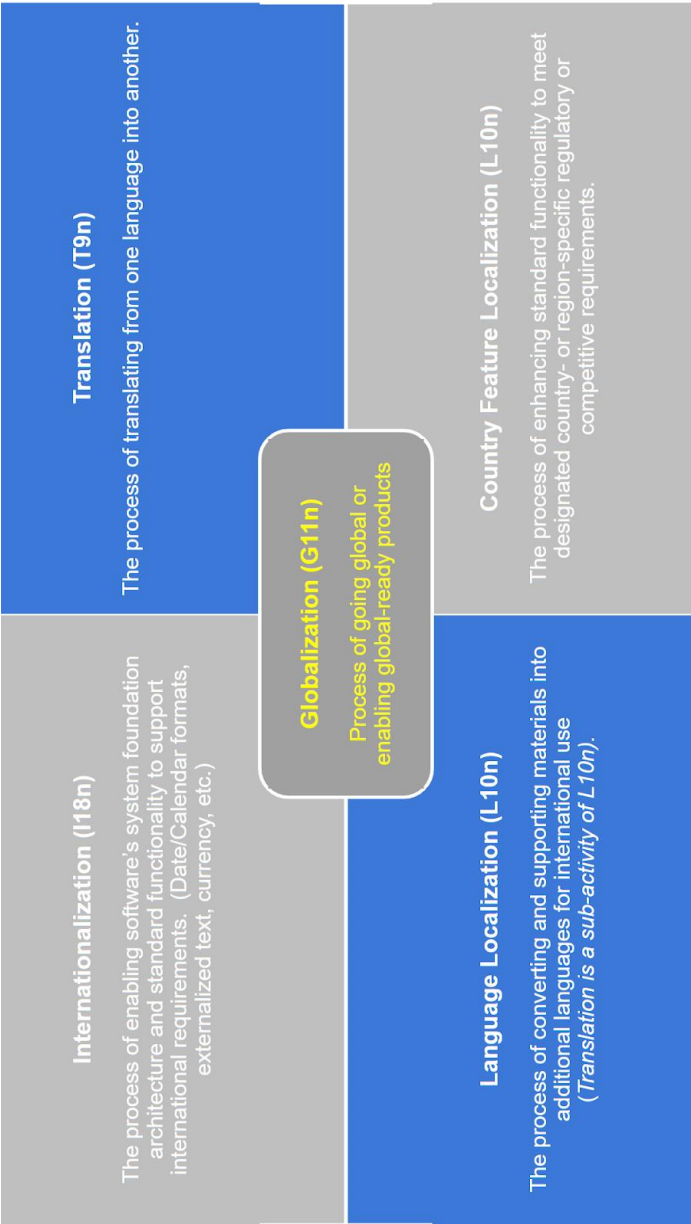 Internationalization (I18n)
The process of enabling software's system foundation
architecture and standard functionality to support
international requirements.  (Date/Calendar formats,
externalized text, currency, etc.)
Translation (T9n)
The process of translating from one language into another.
Globalization (G11n)
Process of going global or
enabling global-ready products
Language Localization (L10n)
The process of converting and supporting materials into
additional languages for international use
(Translation is a sub-activity of L10n).
Country Feature Localization (L10n)
The process of enhancing standard functionality to meet
designated country- or region-specific regulatory or
competitive requirements.